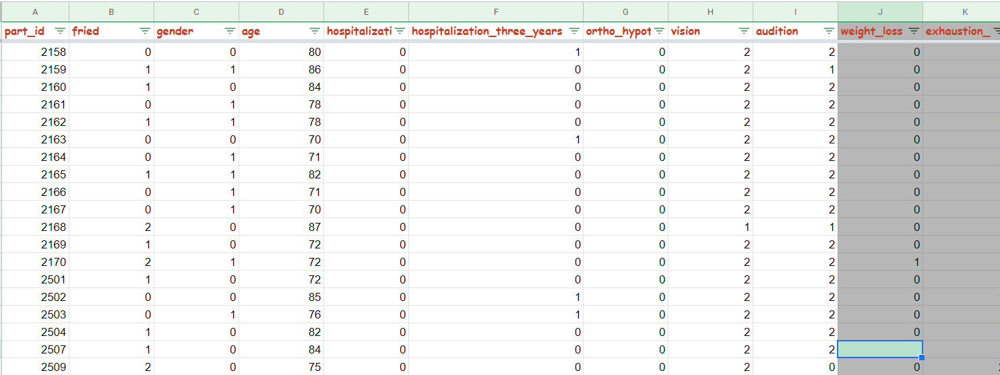 A B C D E F G H I J K
part_id fried gender age hospitalizati hospitalization_three_years ortho_hypot vision audition weight_loss exhaustion_
2158 0 0 80 0 1 0 2 2 0
2159 1 1 86 0 0 0 2 1 0
2160 1 0 84 0 0 0 2 2 0
2161 0 1 78 0 0 0 2 2 0
2162 1 1 78 0 0 0 2 2 0
2163 0 0 70 0 1 0 2 2 0
2164 0 1 71 0 0 0 2 2 0
2165 1 1 82 0 0 0 2 2 0
2166 0 1 71 0 0 0 2 2 0
2167 0 1 70 0 0 0 2 2 0
2168 2 0 87 0 0 0 1 1 0
2169 1 0 72 0 0 0 2 2 0
2170 2 1 72 0 0 0 2 2 1
2501 1 0 72 0 0 0 2 2 0
2502 0 0 85 0 1 0 2 2 0
2503 0 1 76 0 1 0 2 2 0
2504 1 0 82 0 0 0 2 2 0
2507 1 0 84 0 0 0 2 2
2509 2 0 75 0 0 0 2 0 0